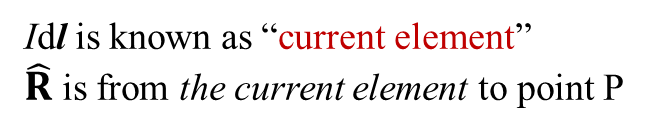 Idl is known as “current element”
R̂ is from the current element to point P